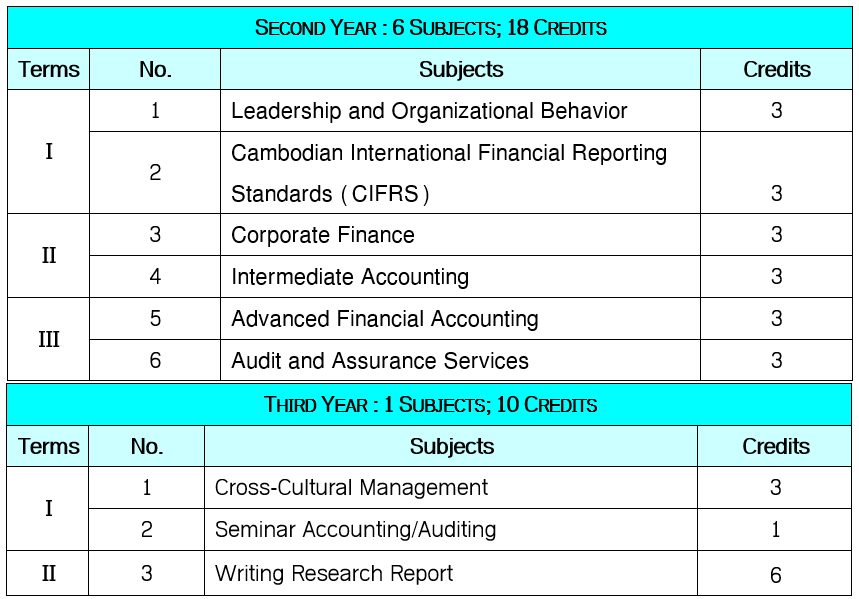 SECOND YEAR : 6 SUBJECTS; 18 CREDITS
Terms No. Subjects Credits
I
1 Leadership and Organizational Behavior 3
2 Cambodian International Financial Reporting
Standards ( CIFRS ) 3
II
3 Corporate Finance 3
4 Intermediate Accounting 3
III
5 Advanced Financial Accounting 3
6 Audit and Assurance Services 3
THIRD YEAR : 1 SUBJECTS; 10 CREDITS
Terms No. Subjects Credits
I
1 Cross-Cultural Management 3
2 Seminar Accounting/Auditing 1
II 3 Writing Research Report 6